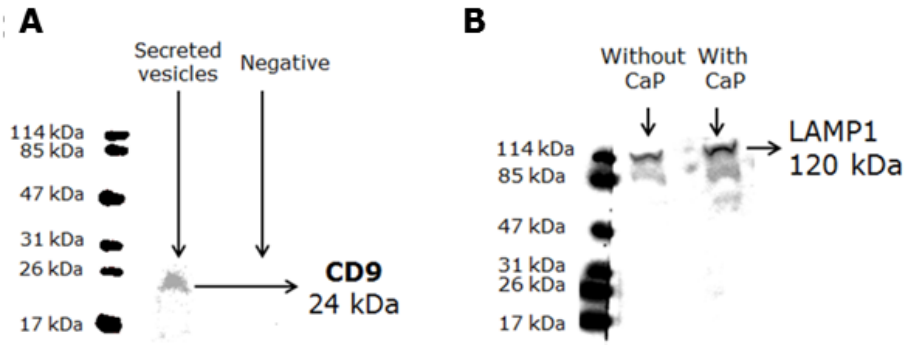 A
Secreted
vesicles
Negative
114 kDa
85 kDa
47 kDa
31 kDa
26 kDa
17 kDa
CD9
24 kDa
B
Without
CaP
With
CaP
114 kDa
85 kDa
47 kDa
31 kDa
26 kDa
17 kDa
LAMP1
120 kDa